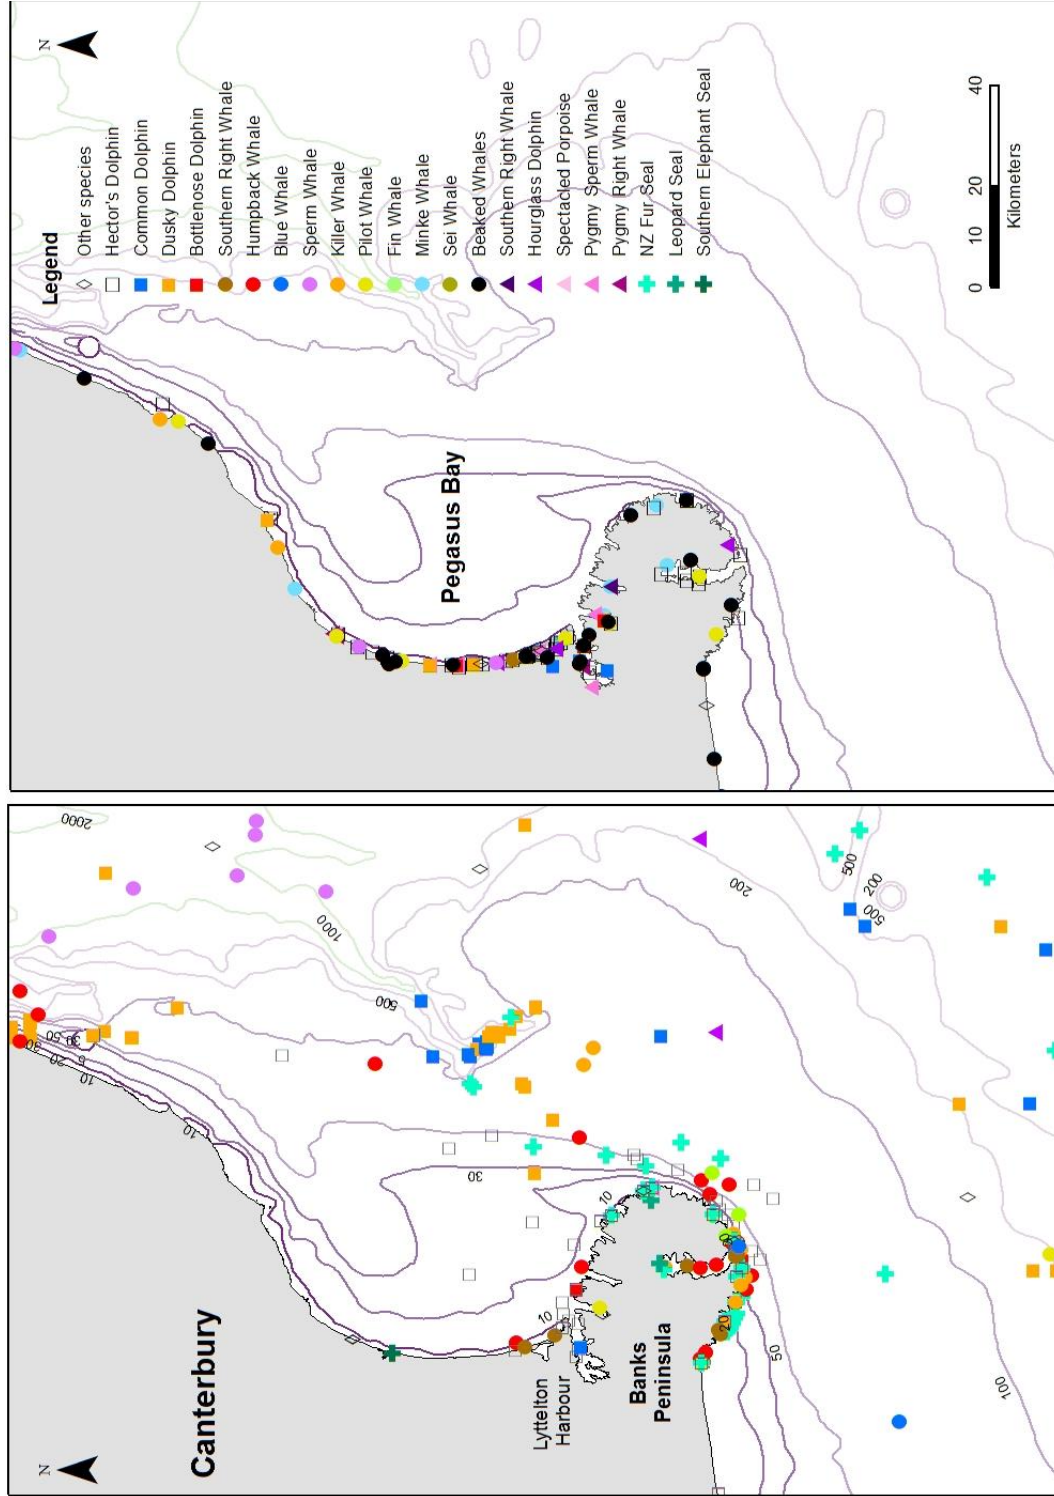 N
Canterbury
2000
1000
500
50
30
20
10
10
30
10
10
Lyttelton
Harbour
Banks
Peninsula
20
50
100
200
500
200
500
N
Legend
Other species
Hector's Dolphin
Common Dolphin
Dusky Dolphin
Bottlenose Dolphin
Southern Right Whale
Humpback Whale
Blue Whale
Sperm Whale
Killer Whale
Pilot Whale
Fin Whale
Minke Whale
Sei Whale
Beaked Whales
Southern Right Whale
Hourglass Dolphin
Spectacled Porpoise
Pygmy Sperm Whale
Pygmy Right Whale
NZ Fur Seal
Leopard Seal
Southern Elephant Seal
Pegasus Bay
0 10 20 40
Kilometers